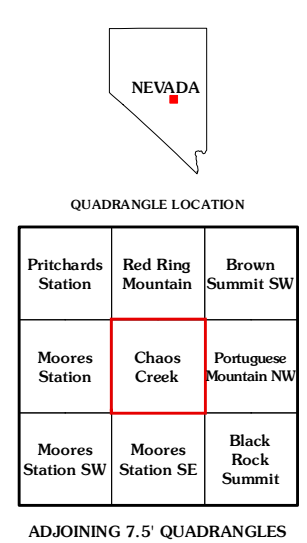 NEVADA
QUADRANGLE LOCATION
Pritchards
Station
Red Ring
Mountain
Brown
Summit SW
Moores
Station
Chaos
Creek
Portuguese
Mountain NW
Moores
Station SW
Moores
Station SE
Black
Rock
Summit
ADJOINING 7.5' QUADRANGLES